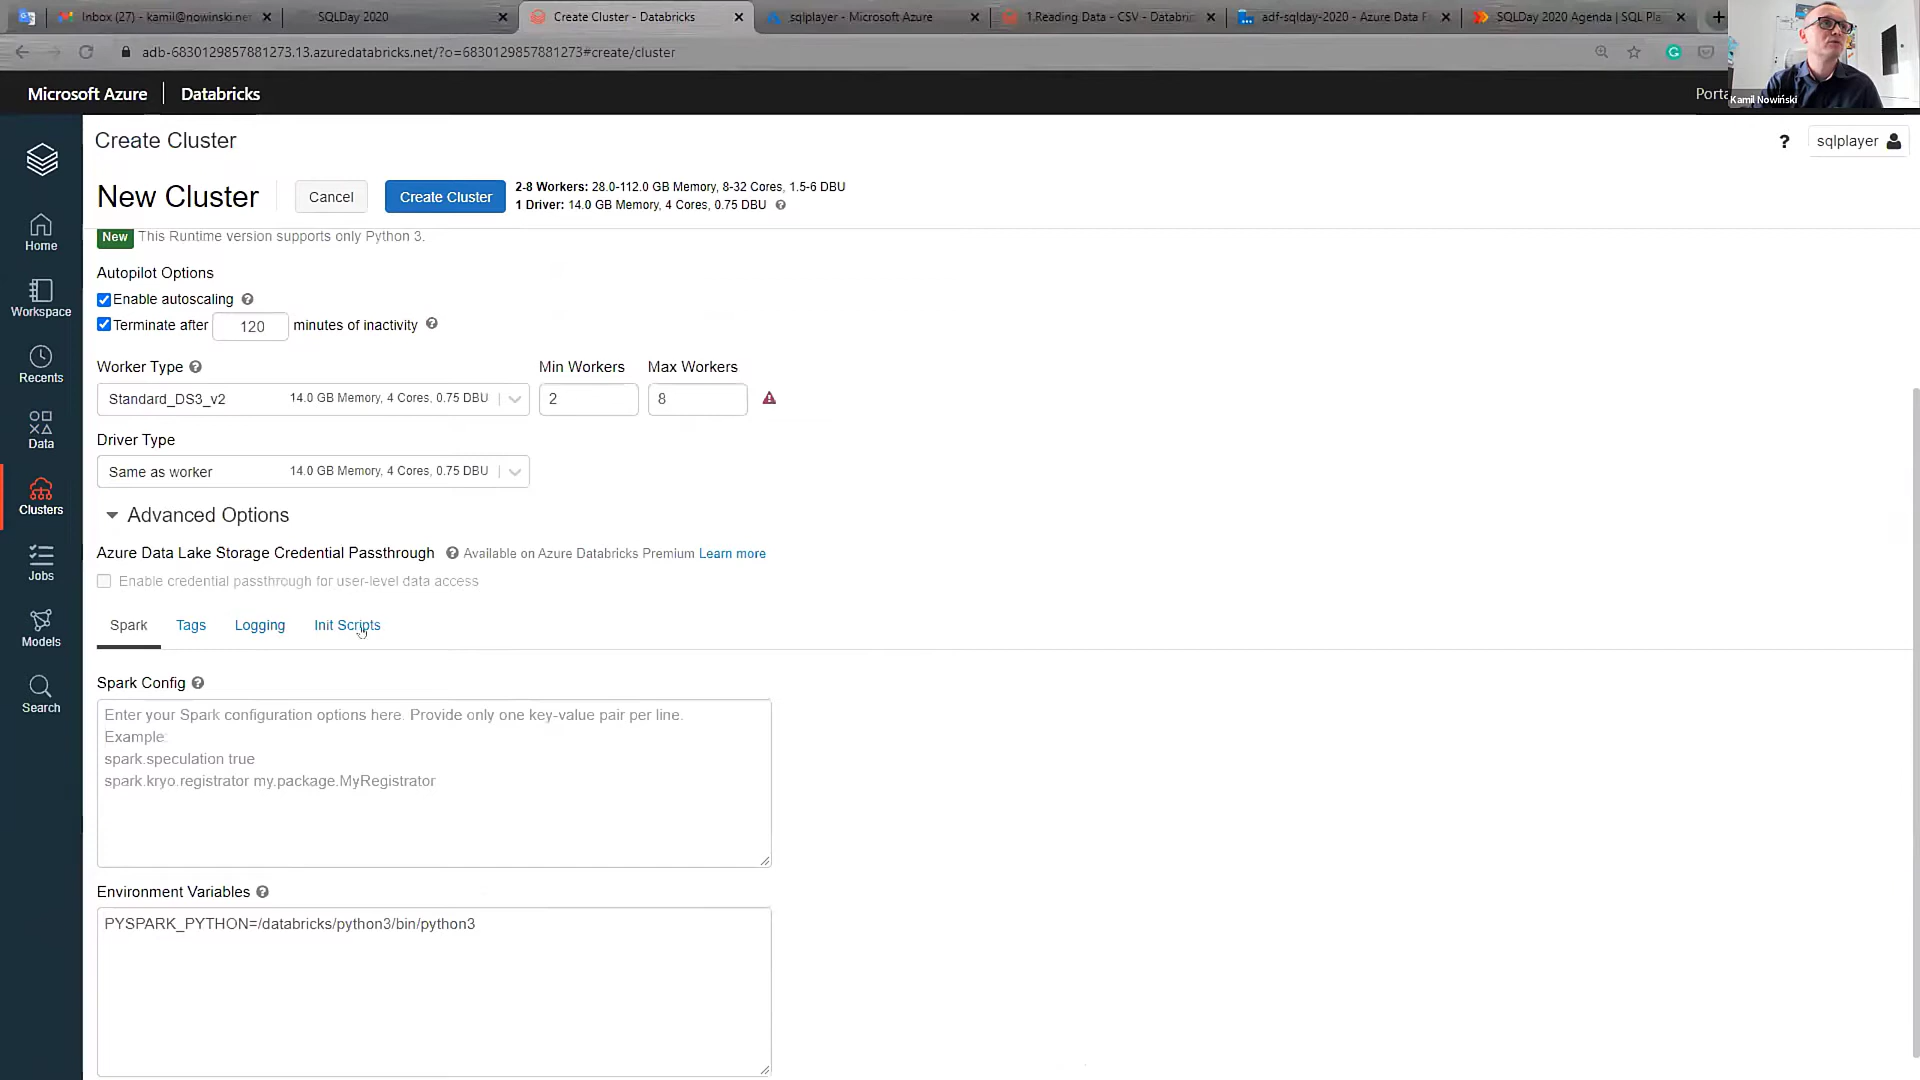 Inbox (27) - kamil@nowinski.net
SQLDay 2020
Create Cluster - Databricks
sqlplayer - Microsoft Azure
1.Reading Data - CSV - Databric
adf-sqlday-2020 - Azure Data F
SQLDay 2020 Agenda | SQL Pla
adb-6830129857881273.13.azuredatabricks.net/?o=6830129857881273#create/cluster
Microsoft Azure
Databricks
Porta
Kamil Nowiński
Create Cluster
? sqlplayer
New Cluster
Cancel
Create Cluster
2-8 Workers: 28.0-112.0 GB Memory, 8-32 Cores, 1.5-6 DBU
1 Driver: 14.0 GB Memory, 4 Cores, 0.75 DBU ?
New This Runtime version supports only Python 3.
Home
Workspace
Recents
Data
Clusters
Jobs
Models
Search
Autopilot Options
Enable autoscaling ?
Terminate after 120 minutes of inactivity ?
Worker Type ? Min Workers Max Workers
Standard_DS3_v2 14.0 GB Memory, 4 Cores, 0.75 DBU 2 8
Driver Type
Same as worker 14.0 GB Memory, 4 Cores, 0.75 DBU
Advanced Options
Azure Data Lake Storage Credential Passthrough ? Available on Azure Databricks Premium Learn more
Enable credential passthrough for user-level data access
Spark Tags Logging Init Scripts
Spark Config ?
Enter your Spark configuration options here. Provide only one key-value pair per line.
Example:
spark.speculation true
spark.kryo.registrator my.package.MyRegistrator
Environment Variables ?
PYSPARK_PYTHON=/databricks/python3/bin/python3